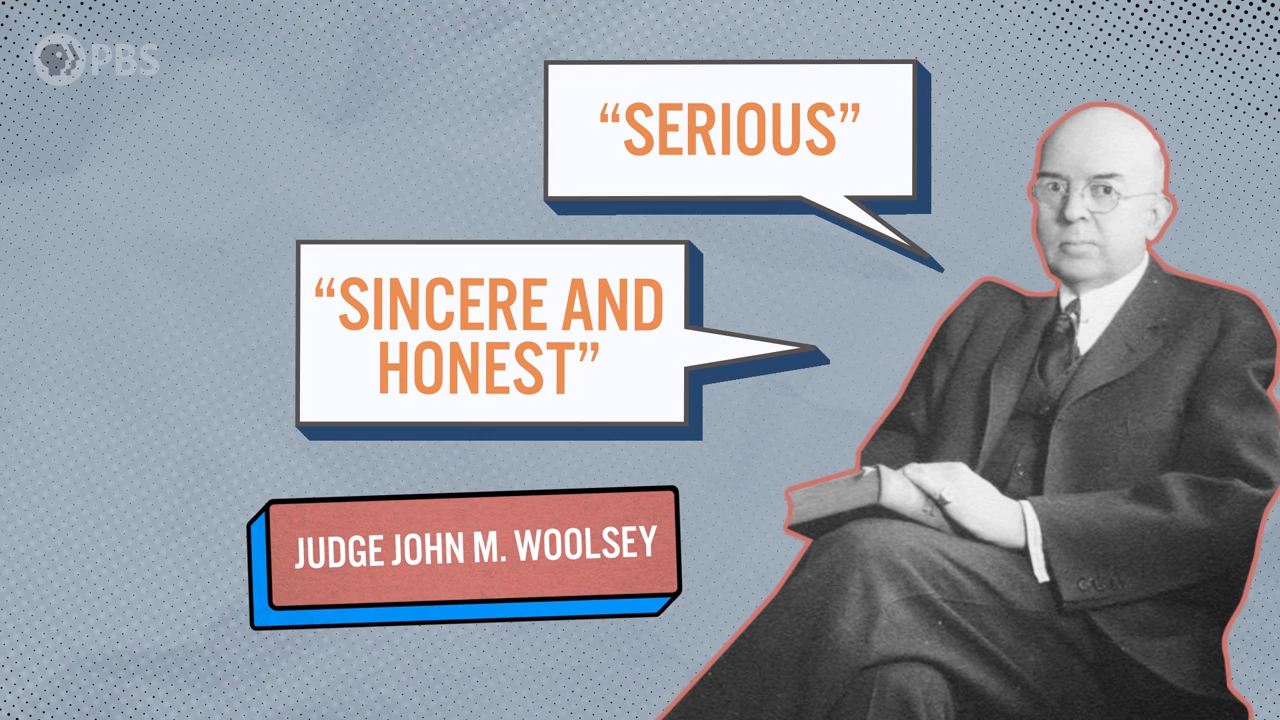 PBS
“SERIOUS”
“SINCERE AND
HONEST”
JUDGE JOHN M. WOOLSEY